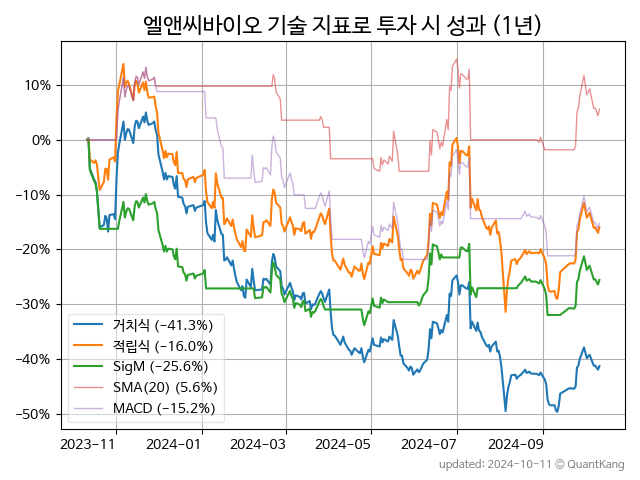 엘앤씨바이오 기술 지표로 투자 시 성과 (1년)
10%
0%
−10%
−20%
−30%
−40%
−50%
거치식 (−41.3%)
적립식 (−16.0%)
SigM (−25.6%)
SMA(20) (5.6%)
MACD (−15.2%)
2023-11 2024-01 2024-03 2024-05 2024-07 2024-09
updated: 2024-10-11 © QuantKang